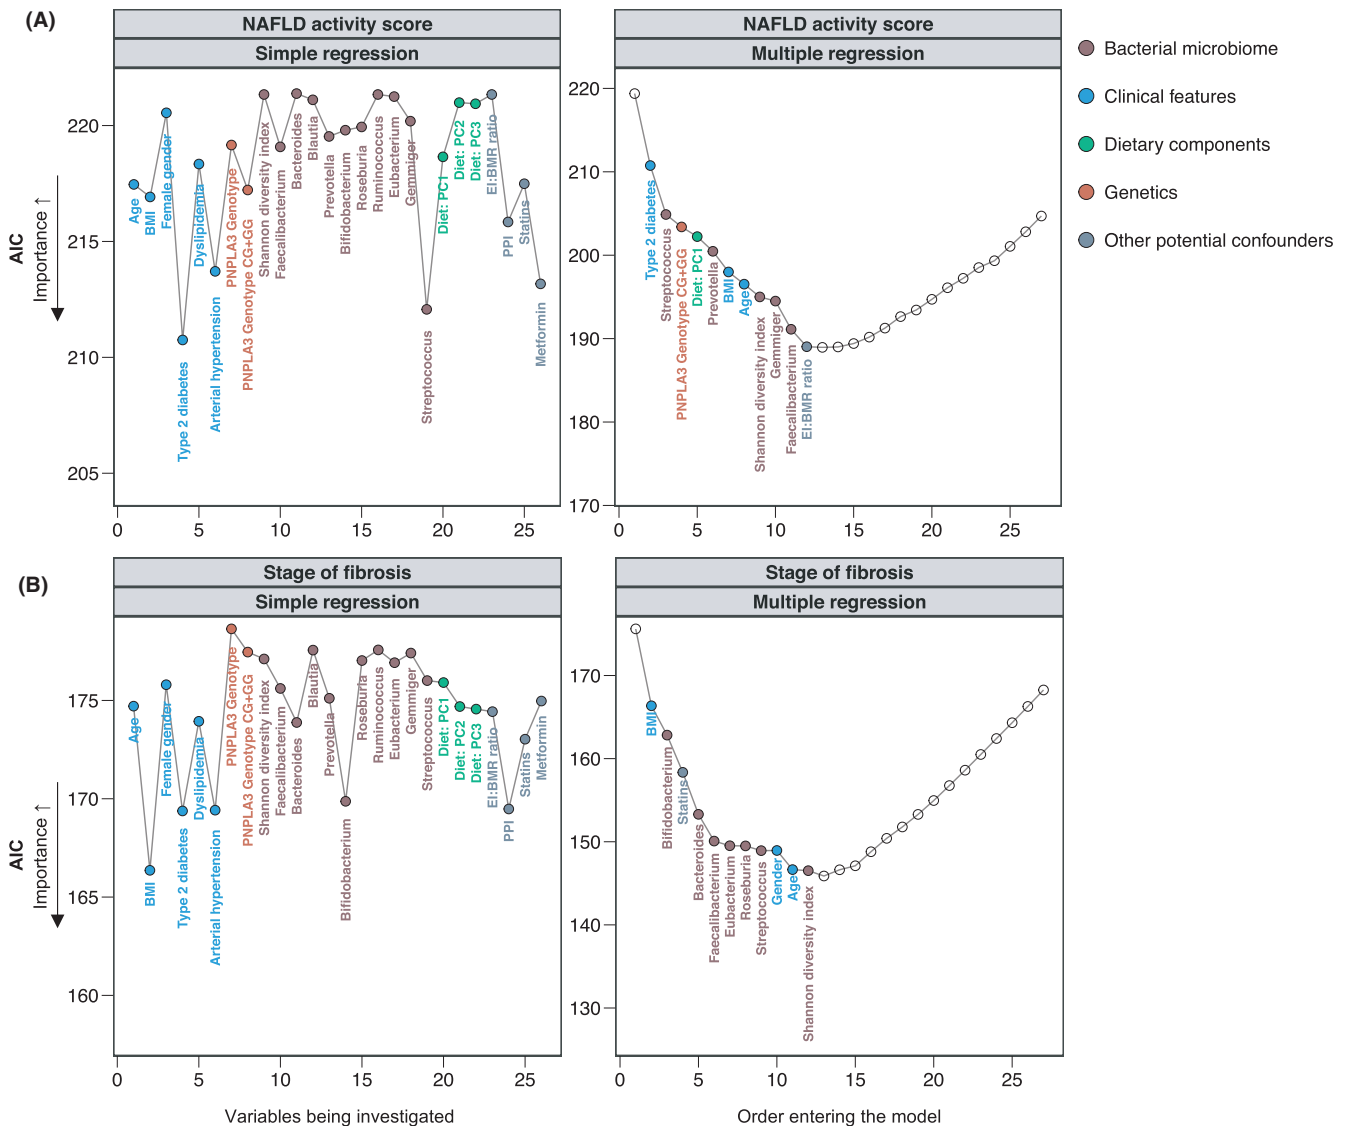 (A)
NAFLD activity score
Simple regression
NAFLD activity score
Multiple regression
Bacterial microbiome
Clinical features
Dietary components
Genetics
Other potential confounders
AIC
Importance ↑
220
215
210
205
Age
BMI
Female gender
Type 2 diabetes
Dyslipidemia
Arterial hypertension
PNPLA3 Genotype
PNPLA3 Genotype CG+GG
Shannon diversity index
Faecalibacterium
Bacteroides
Blautia
Prevotella
Bifidobacterium
Roseburia
Ruminococcus
Eubacterium
Gemmiger
Streptococcus
Diet: PC1
Diet: PC2
Diet: PC3
EI:BMR ratio
PPI
Statins
Metformin
0 5 10 15 20 25
220
210
200
190
180
170
Type 2 diabetes
Streptococcus
PNPLA3 Genotype CG+GG
Diet: PC1
Prevotella
BMI
Age
Shannon diversity index
Gemmiger
Faecalibacterium
EI:BMR ratio
0 5 10 15 20 25
(B)
Stage of fibrosis
Simple regression
Stage of fibrosis
Multiple regression
AIC
Importance ↑
175
170
165
160
Age
BMI
Female gender
Type 2 diabetes
Dyslipidemia
Arterial hypertension
PNPLA3 Genotype
PNPLA3 Genotype CG+GG
Shannon diversity index
Faecalibacterium
Bacteroides
Blautia
Prevotella
Bifidobacterium
Roseburia
Ruminococcus
Eubacterium
Gemmiger
Streptococcus
Diet: PC1
Diet: PC2
Diet: PC3
EI:BMR ratio
PPI
Statins
Metformin
0 5 10 15 20 25
Variables being investigated
170
160
150
140
130
BMI
Bifidobacterium
Statins
Bacteroides
Faecalibacterium
Eubacterium
Roseburia
Streptococcus
Gender
Age
Shannon diversity index
0 5 10 15 20 25
Order entering the model